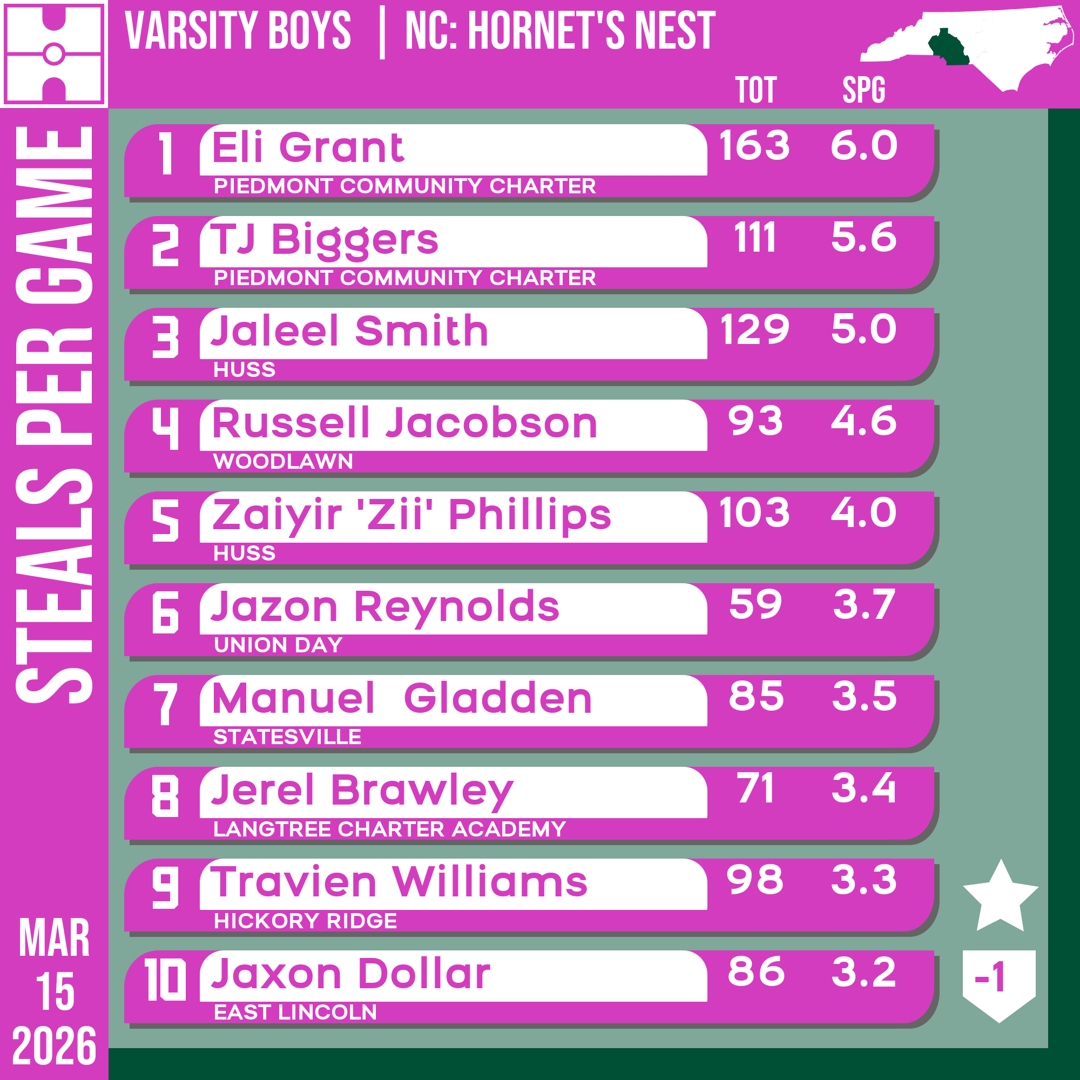 VARSITY BOYS | NC: HORNET'S NEST
TOT SPG
STEALS PER GAME
1 Eli Grant 163 6.0
PIEDMONT COMMUNITY CHARTER
2 TJ Biggers 111 5.6
PIEDMONT COMMUNITY CHARTER
3 Jaleel Smith 129 5.0
HUSS
4 Russell Jacobson 93 4.6
WOODLAWN
5 Zaiyir 'Zii' Phillips 103 4.0
HUSS
6 Jazon Reynolds 59 3.7
UNION DAY
7 Manuel  Gladden 85 3.5
STATESVILLE
8 Jerel Brawley 71 3.4
LANGTREE CHARTER ACADEMY
9 Travien Williams 98 3.3
HICKORY RIDGE
10 Jaxon Dollar 86 3.2 -1
EAST LINCOLN
MAR
15
2026